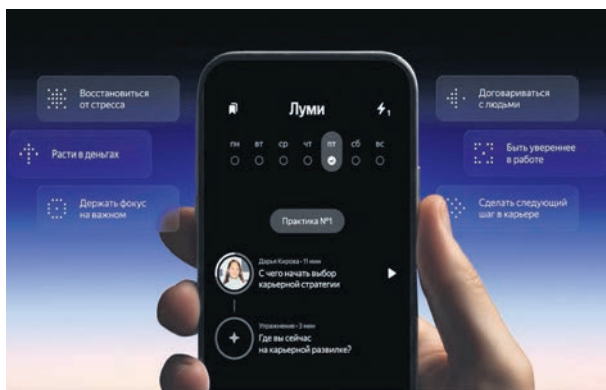 Восстановиться
от стресса
Расти в деньгах
Держать фокус
на важном
Луми
1
пн вт ср чт пт сб вс
Практика №1
Дарья Кирова • 11 мин
С чего начать выбор
карьерной стратегии
Упражнение • 3 мин
Где вы сейчас
на карьерной развилке?
Договариваться
с людьми
Быть увереннее
в работе
Сделать следующий
шаг в карьере